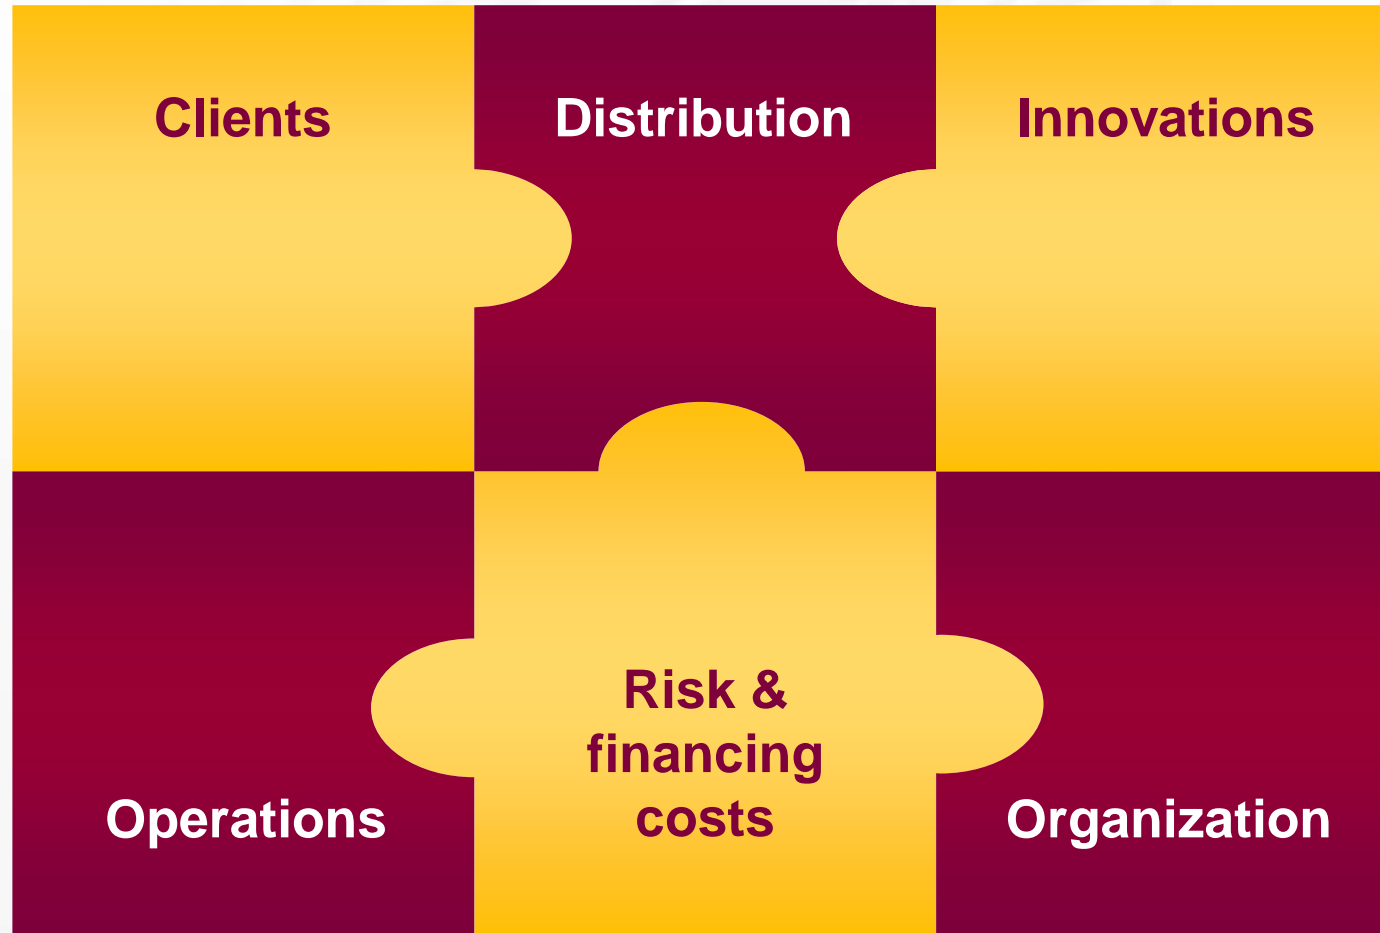 Clients
Distribution
Innovations
Operations
Risk &
financing
costs
Organization